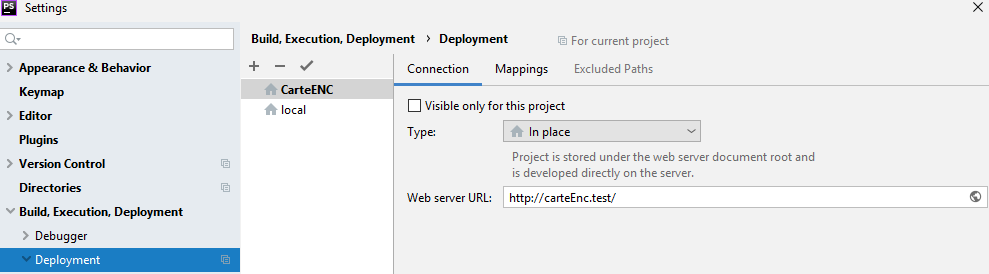 PS Settings
Build, Execution, Deployment › Deployment For current project
Appearance & Behavior
Keymap
Editor
Plugins
Version Control
Directories
Build, Execution, Deployment
Debugger
Deployment
CarteENC
local
Connection Mappings Excluded Paths
Visible only for this project
Type: In place
Project is stored under the web server document root and
is developed directly on the server.
Web server URL: http://carteEnc.test/